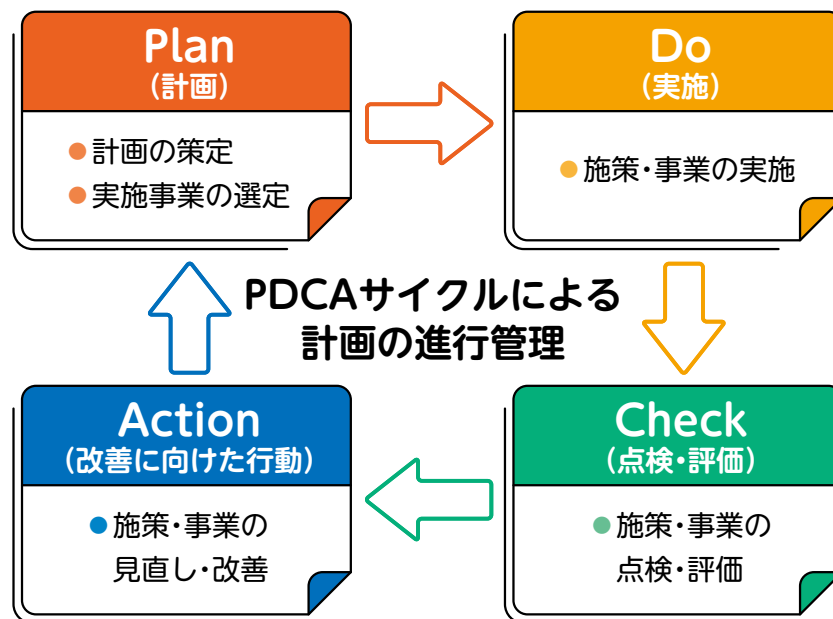 Plan
(計画)
●計画の策定
●実施事業の選定
Do
(実施)
●施策・事業の実施
PDCAサイクルによる
計画の進行管理
Action
(改善に向けた行動)
●施策・事業の
見直し・改善
Check
(点検・評価)
●施策・事業の
点検・評価